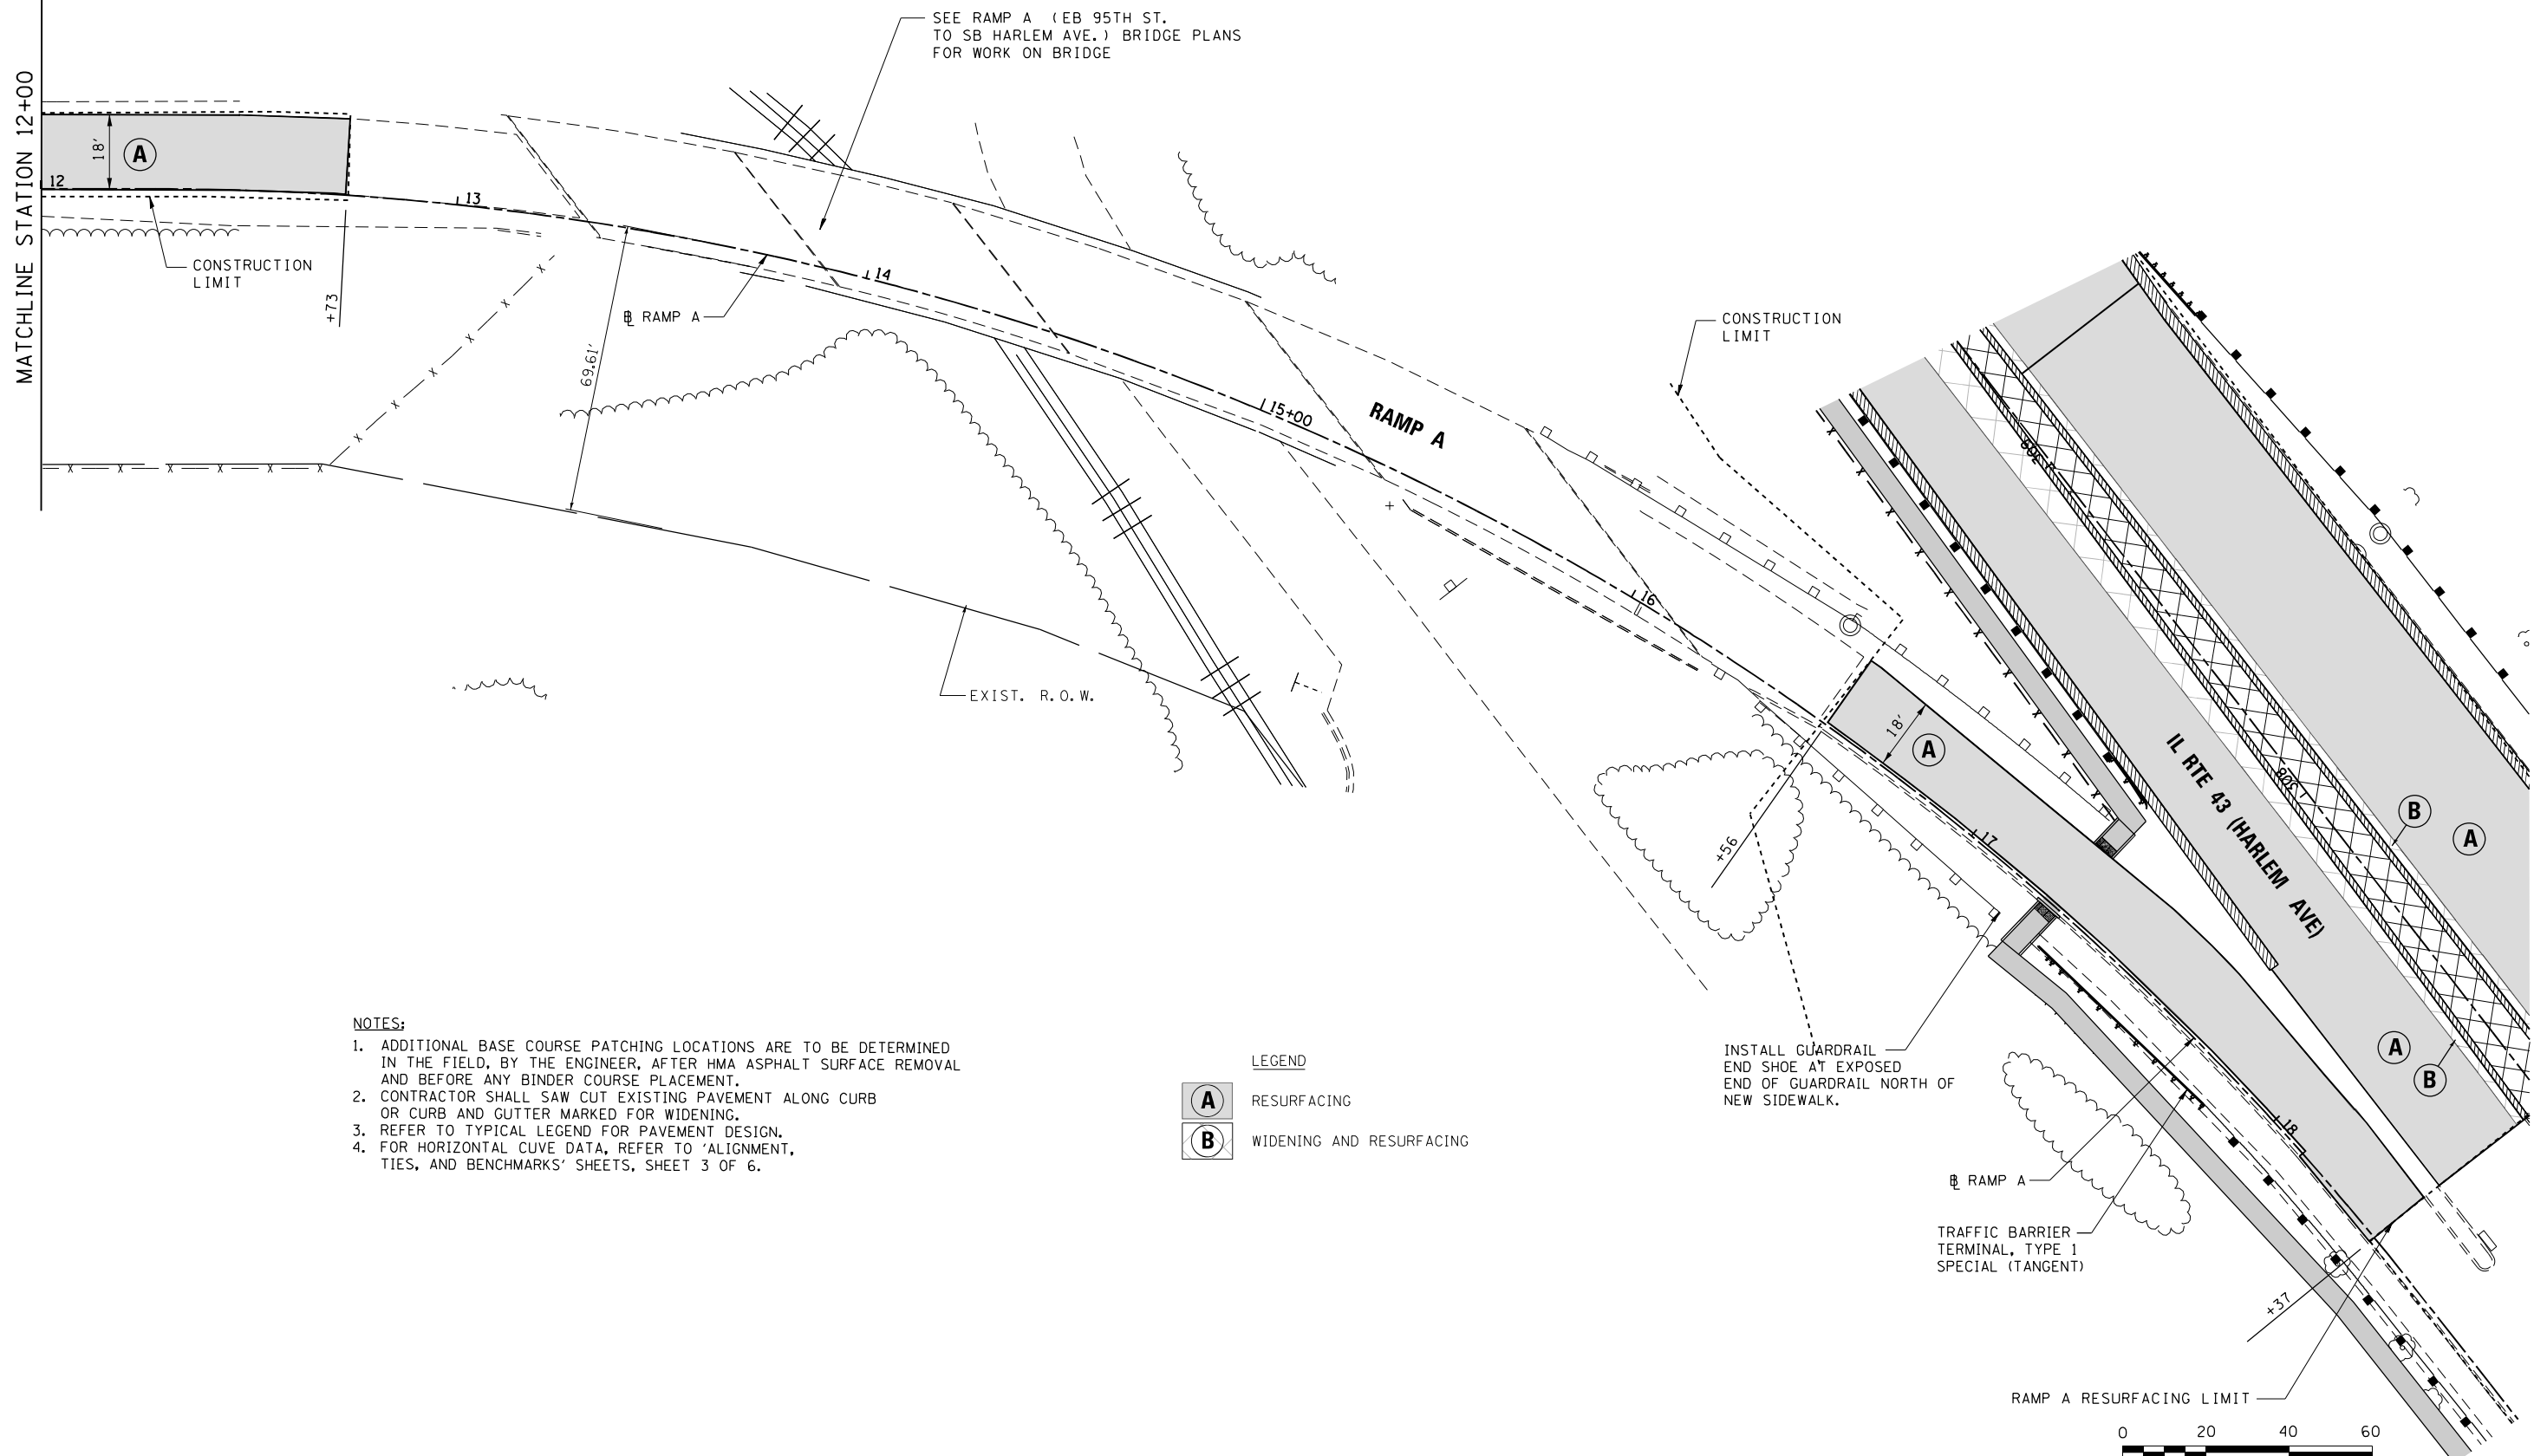 SEE RAMP A (EB 95TH ST.
TO SB HARLEM AVE.) BRIDGE PLANS
FOR WORK ON BRIDGE
MATCHLINE STATION 12+00
18'
A
12
13
CONSTRUCTION
LIMIT
+73
14
℄ RAMP A
69.61'
15+00
RAMP A
CONSTRUCTION
LIMIT
16
EXIST. R.O.W.
18'
A
+56
17
IL RTE 43 (HARLEM AVE)
308
B
A
A
B
NOTES:
1. ADDITIONAL BASE COURSE PATCHING LOCATIONS ARE TO BE DETERMINED
IN THE FIELD, BY THE ENGINEER, AFTER HMA ASPHALT SURFACE REMOVAL
AND BEFORE ANY BINDER COURSE PLACEMENT.
2. CONTRACTOR SHALL SAW CUT EXISTING PAVEMENT ALONG CURB
OR CURB AND GUTTER MARKED FOR WIDENING.
3. REFER TO TYPICAL LEGEND FOR PAVEMENT DESIGN.
4. FOR HORIZONTAL CUVE DATA, REFER TO 'ALIGNMENT,
TIES, AND BENCHMARKS' SHEETS, SHEET 3 OF 6.
LEGEND
A RESURFACING
B WIDENING AND RESURFACING
INSTALL GUARDRAIL
END SHOE AT EXPOSED
END OF GUARDRAIL NORTH OF
NEW SIDEWALK.
18
℄ RAMP A
TRAFFIC BARRIER
TERMINAL, TYPE 1
SPECIAL (TANGENT)
+37
RAMP A RESURFACING LIMIT
0 20 40 60